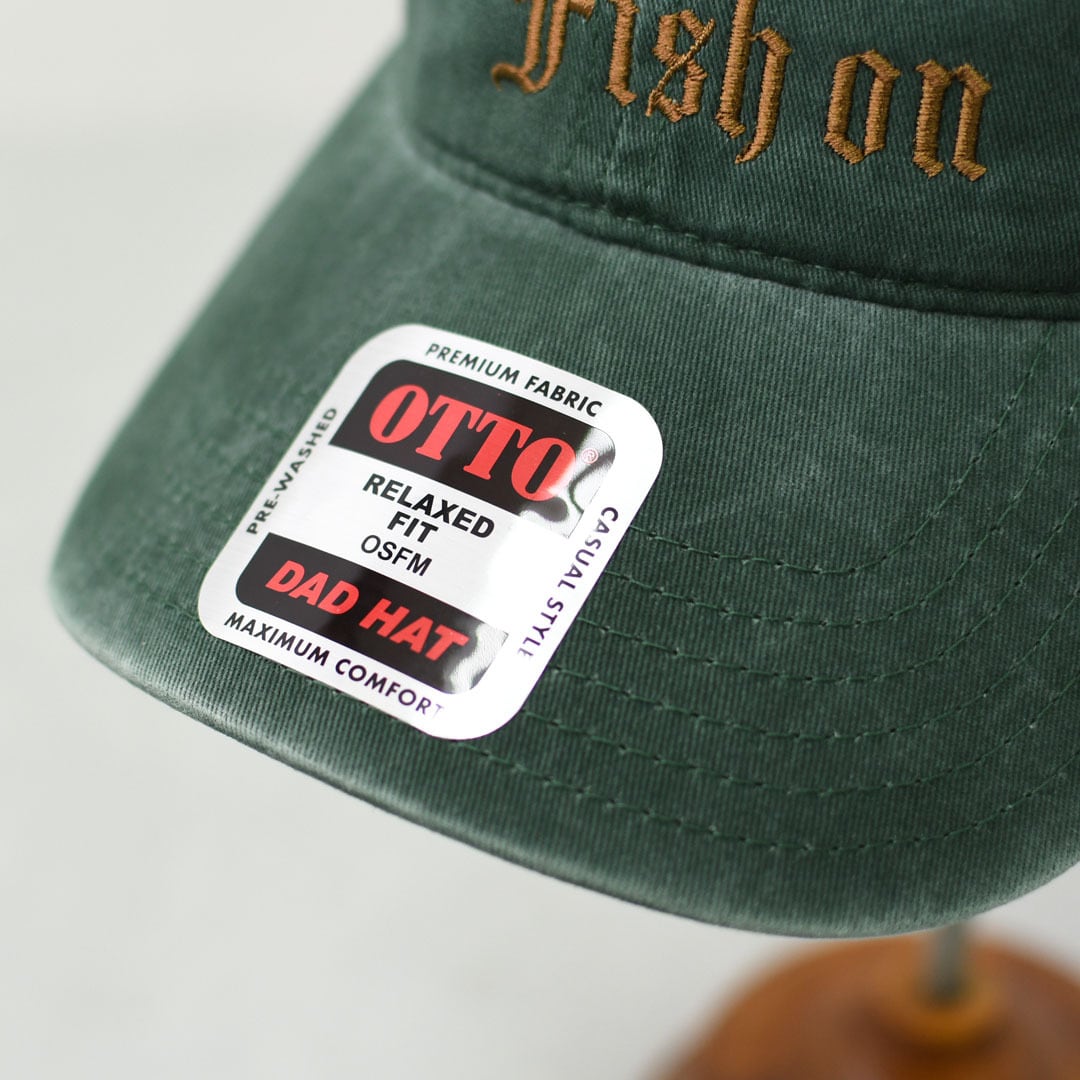 Fish on
PREMIUM FABRIC
OTTO®
PRE-WASHED
RELAXED
FIT
OSFM
CASUAL STYLE
DAD HAT
MAXIMUM COMFORT